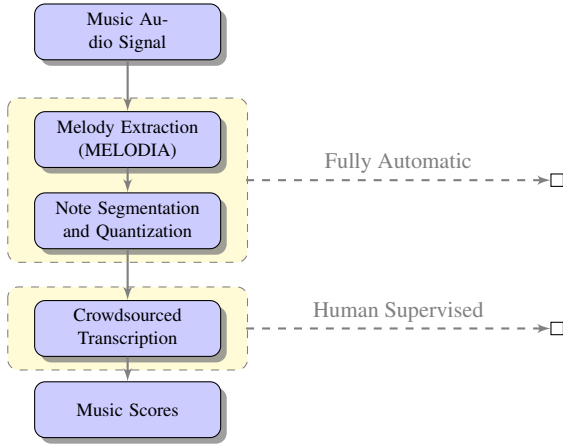 Music Au-
dio Signal
Melody Extraction
(MELODIA)
Fully Automatic
Note Segmentation
and Quantization
Human Supervised
Crowdsourced
Transcription
Music Scores